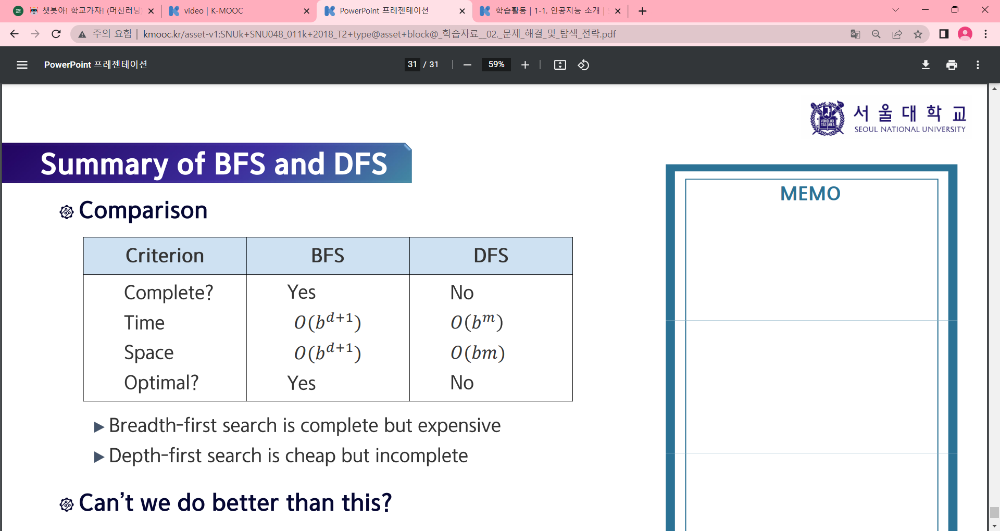 챗봇아! 학교가자! (머신러닝
video | K-MOOC
PowerPoint 프레젠테이션
학습활동 | 1-1. 인공지능 소개 |
주의 요함 | kmooc.kr/asset-v1:SNUk+SNU048_011k+2018_T2+type@asset+block@_학습자료__02._문제_해결_및_탐색_전략.pdf
PowerPoint 프레젠테이션
31 / 31
59%
서울대학교
SEOUL NATIONAL UNIVERSITY
VERI LUX
TAS MEA
Summary of BFS and DFS
MEMO
Comparison
Criterion BFS DFS
Complete? Yes No
Time O(b^{d+1}) O(b^m)
Space O(b^{d+1}) O(bm)
Optimal? Yes No
▶ Breadth-first search is complete but expensive
▶ Depth-first search is cheap but incomplete
Can't we do better than this?